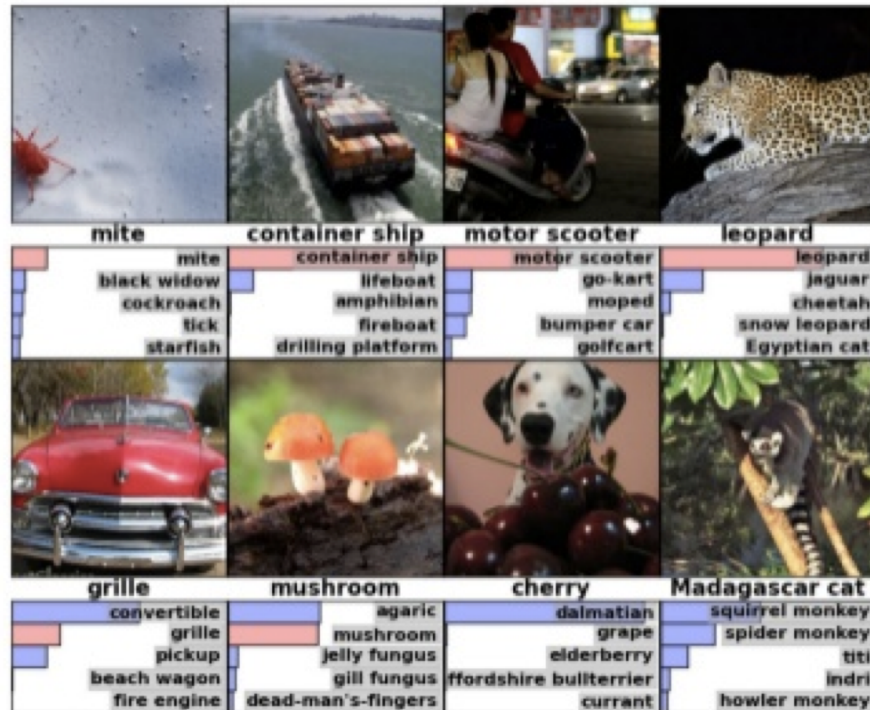 mite
container ship
motor scooter
leopard
mite
black widow
cockroach
tick
starfish
container ship
lifeboat
amphibian
fireboat
drilling platform
motor scooter
go-kart
moped
bumper car
golfcart
leopard
jaguar
cheetah
snow leopard
Egyptian cat
grille
mushroom
cherry
Madagascar cat
convertible
grille
pickup
beach wagon
fire engine
agaric
mushroom
jelly fungus
gill fungus
dead-man's-fingers
dalmatian
grape
elderberry
ffordshire bullterrier
currant
squirrel monkey
spider monkey
titi
indri
howler monkey